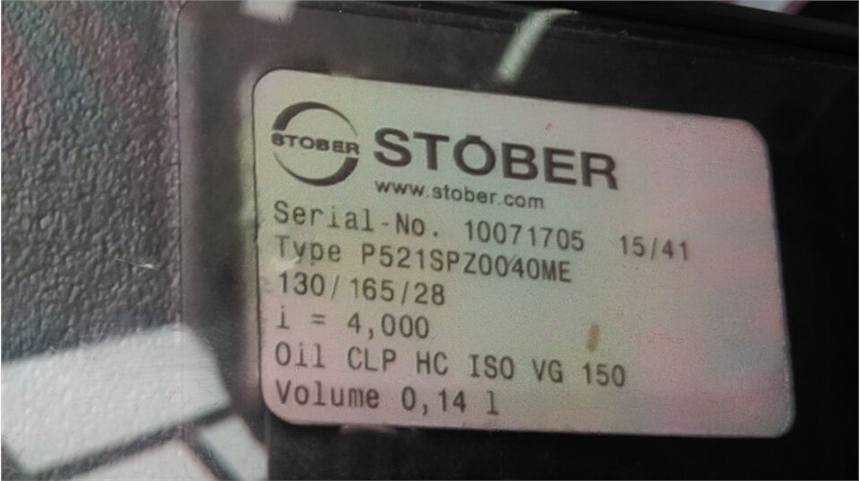 STOBER
STÖBER
www.stober.com
Serial-No. 10071705 15/41
Type P521SPZ0040ME
130/165/28
i = 4,000
Oil CLP HC ISO VG 150
Volume 0,14 l